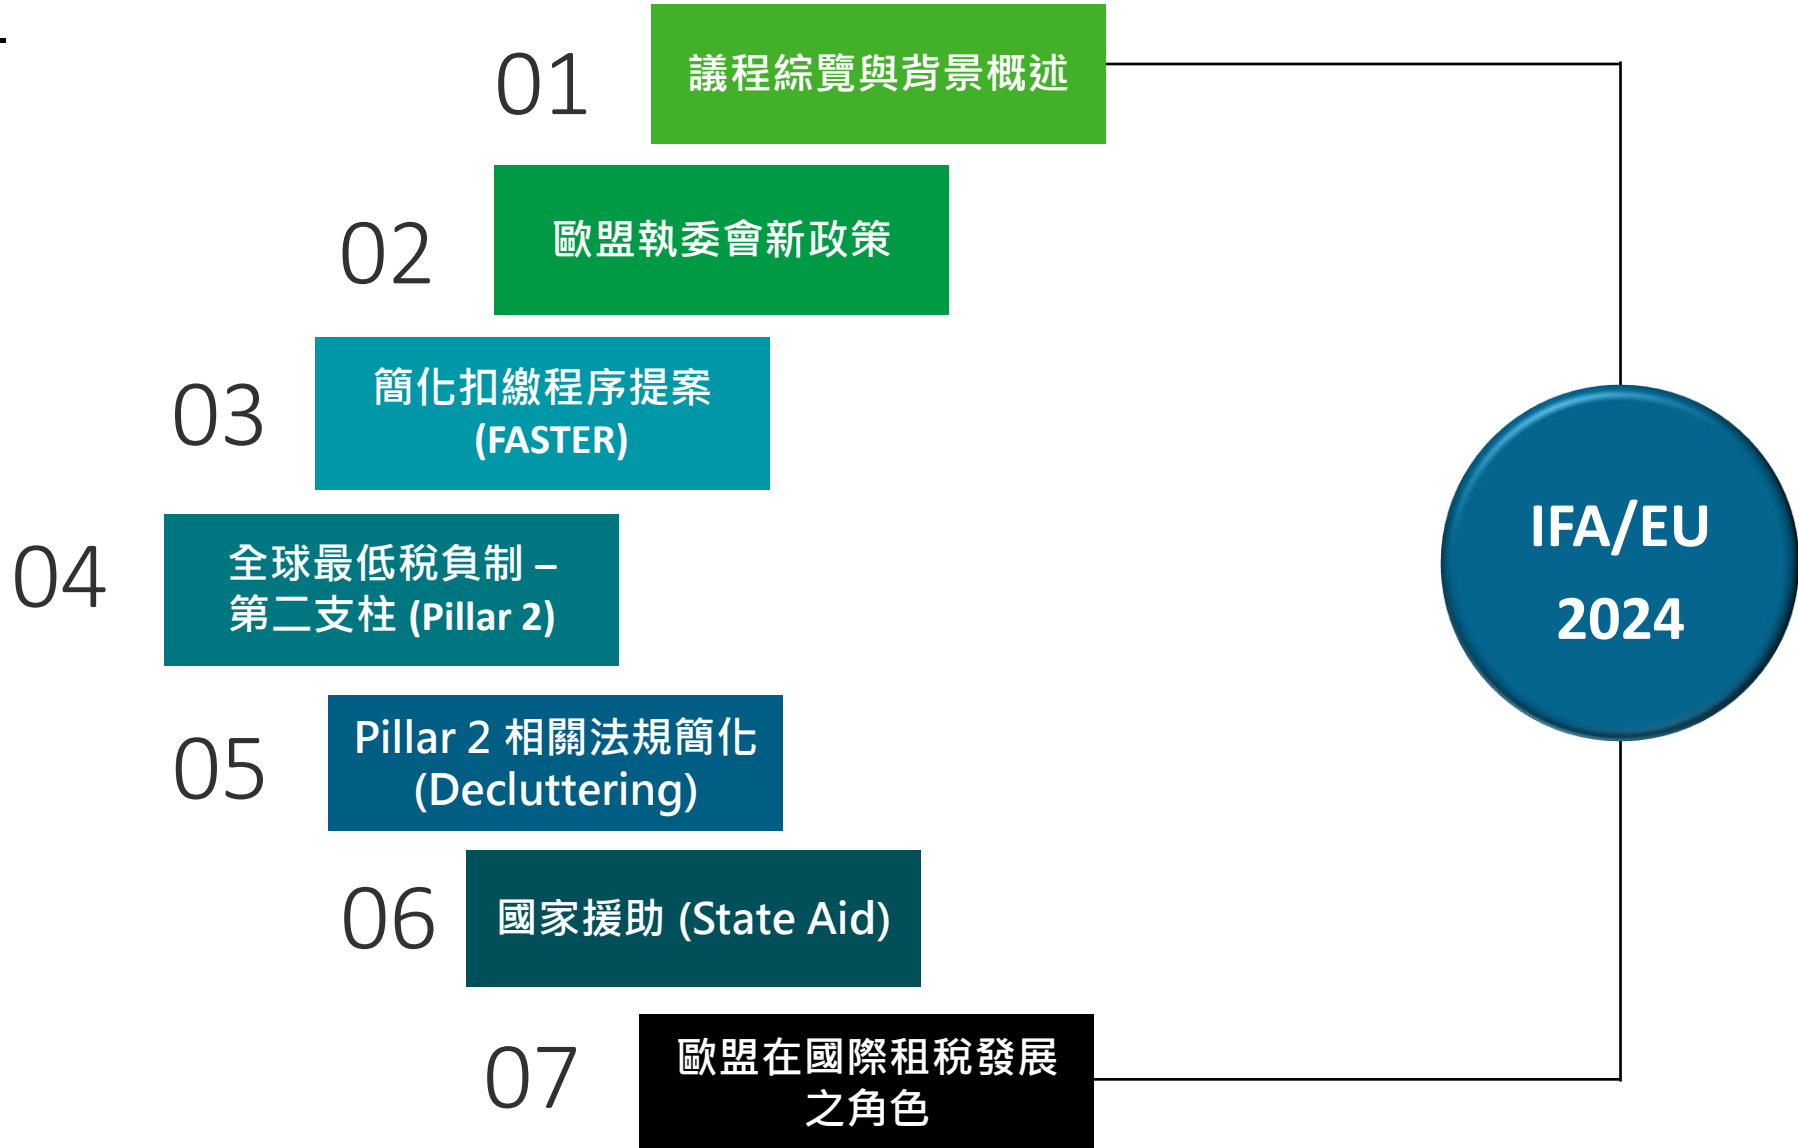 01
議程綜覽與背景概述
02
歐盟執委會新政策
03
簡化扣繳程序提案
(FASTER)
04
全球最低稅負制 –
第二支柱 (Pillar 2)
05
Pillar 2 相關法規簡化
(Decluttering)
06
國家援助 (State Aid)
07
歐盟在國際租稅發展
之角色
IFA/EU
2024